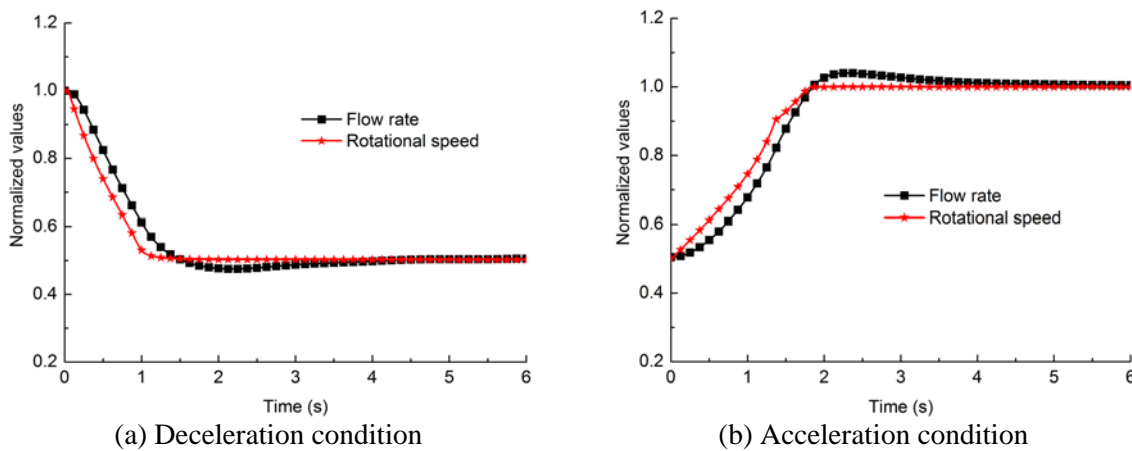 1.2
1.0
0.8
0.6
0.4
0.2
Normalized values
Flow rate
Rotational speed
0 1 2 3 4 5 6
Time (s)
(a) Deceleration condition
1.2
1.0
0.8
0.6
0.4
0.2
Normalized values
Flow rate
Rotational speed
0 1 2 3 4 5 6
Time (s)
(b) Acceleration condition